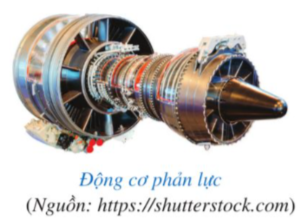 Động cơ phản lực
(Nguồn: https://shutterstock.com)